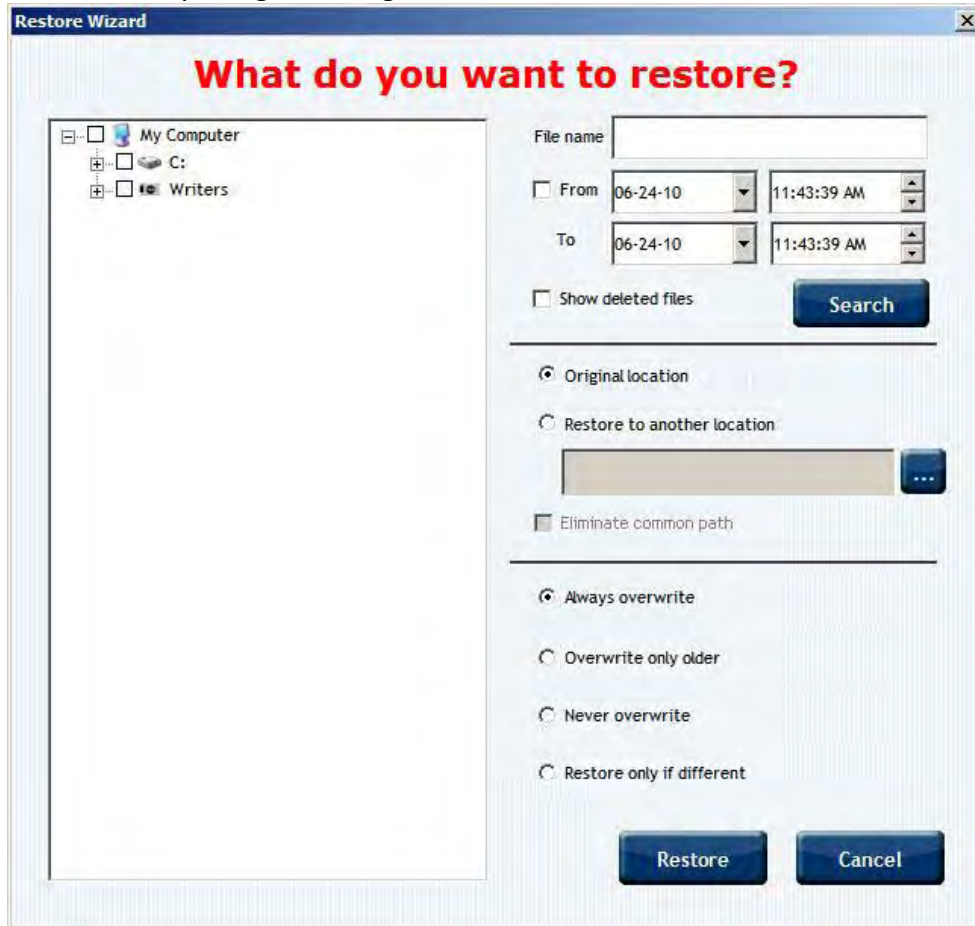 Restore Wizard
What do you want to restore?
My Computer
C:
Writers
File name
From 06-24-10 11:43:39 AM
To 06-24-10 11:43:39 AM
Show deleted files
Search
Original location
Restore to another location
...
Eliminate common path
Always overwrite
Overwrite only older
Never overwrite
Restore only if different
Restore Cancel